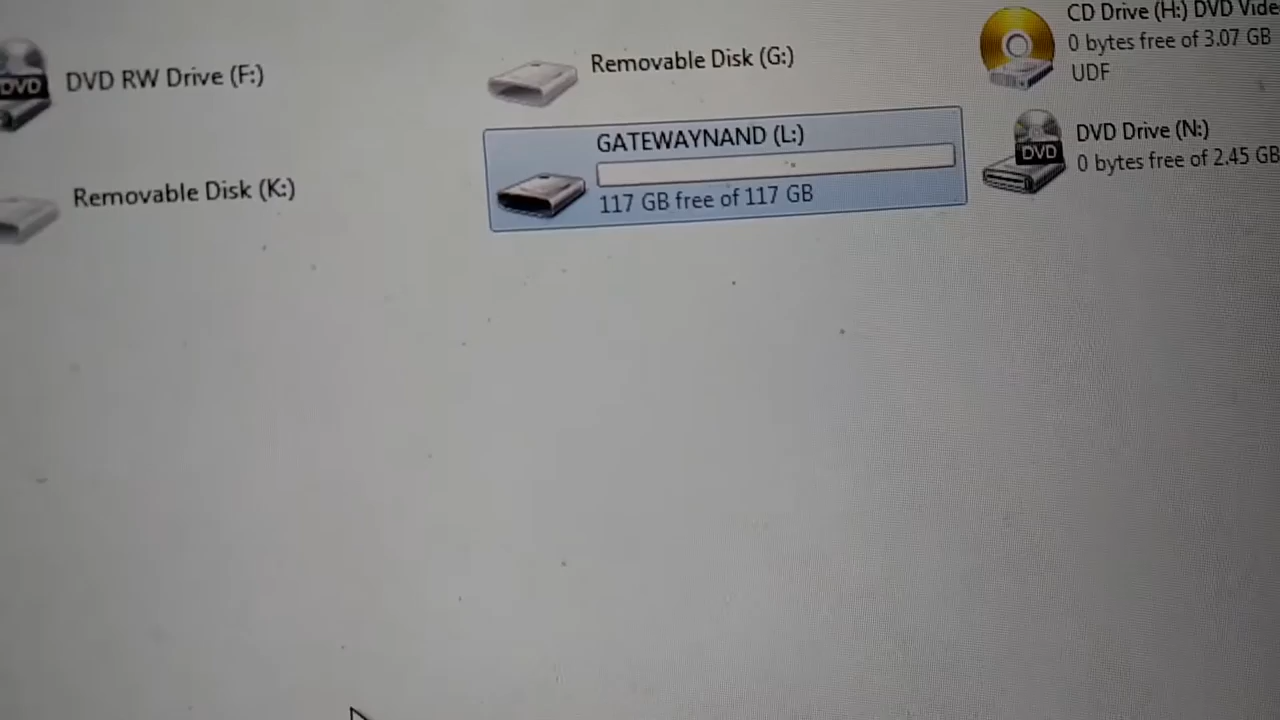 DVD
DVD RW Drive (F:)
Removable Disk (G:)
CD Drive (H:) DVD Vide
0 bytes free of 3.07 GB
UDF
Removable Disk (K:)
GATEWAYNAND (L:)
117 GB free of 117 GB
DVD
DVD Drive (N:)
0 bytes free of 2.45 GB